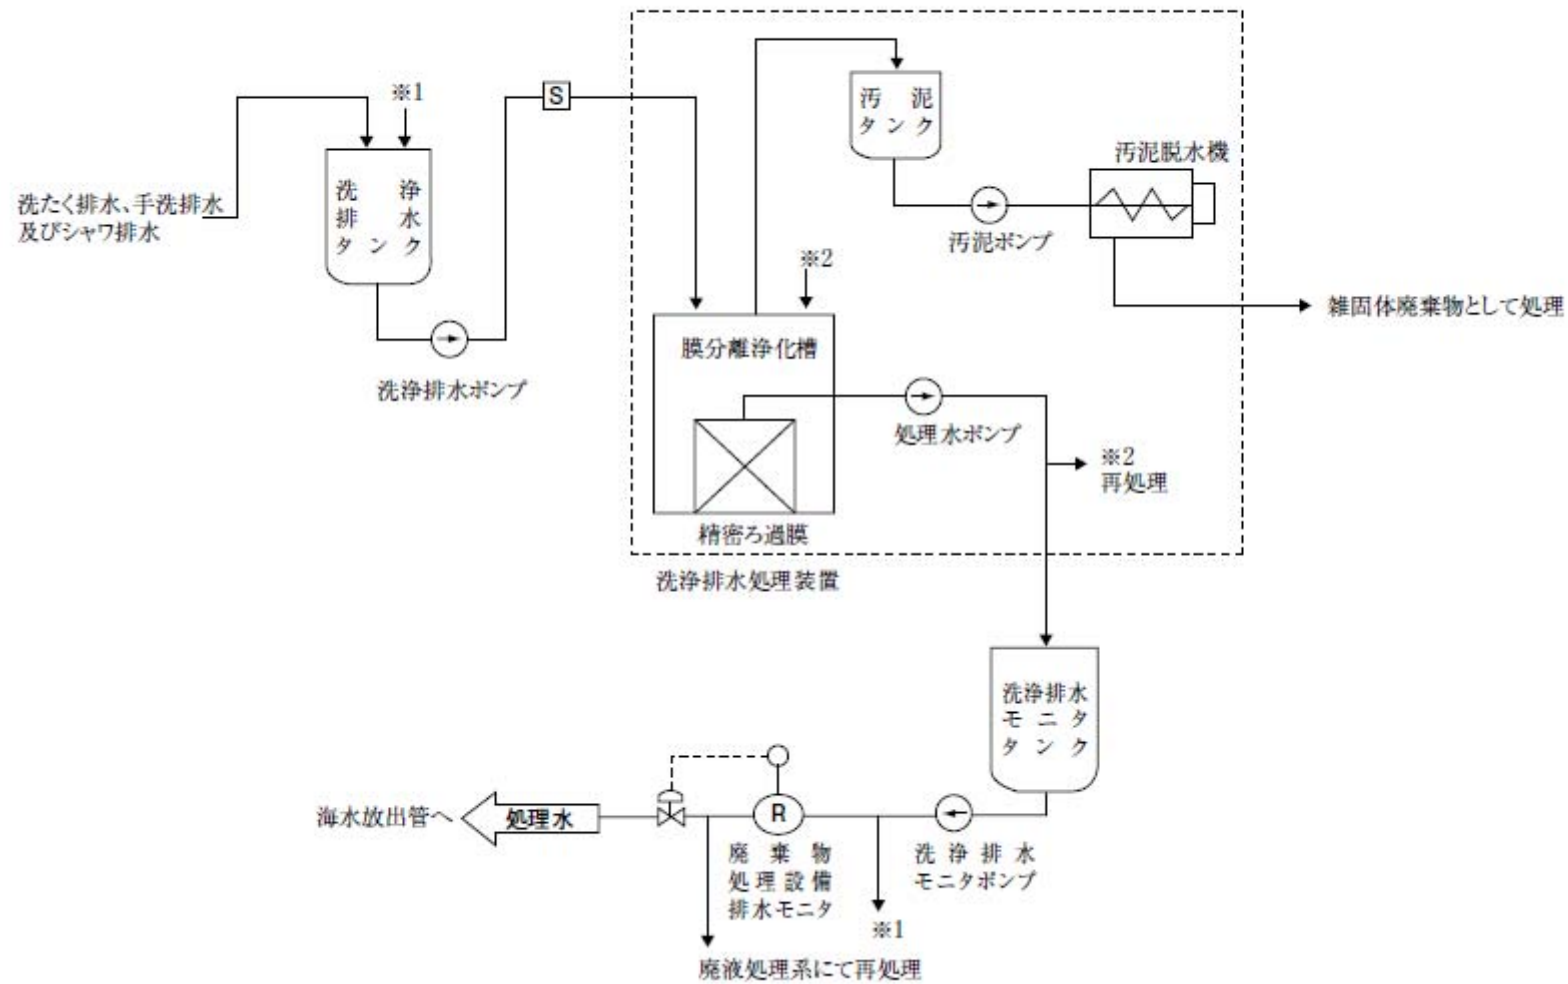 ※1
S
汚泥
タンク
汚泥脱水機
洗浄
排水
タンク
洗たく排水、手洗排水
及びシャワ排水
汚泥ポンプ
※2
雑固体廃棄物として処理
膜分離浄化槽
洗浄排水ポンプ
処理水ポンプ
※2
再処理
精密ろ過膜
洗浄排水処理装置
洗浄排水
モニタ
タンク
海水放出管へ
処理水
R
廃棄物
処理設備
排水モニタ
洗浄排水
モニタポンプ
※1
廃液処理系にて再処理